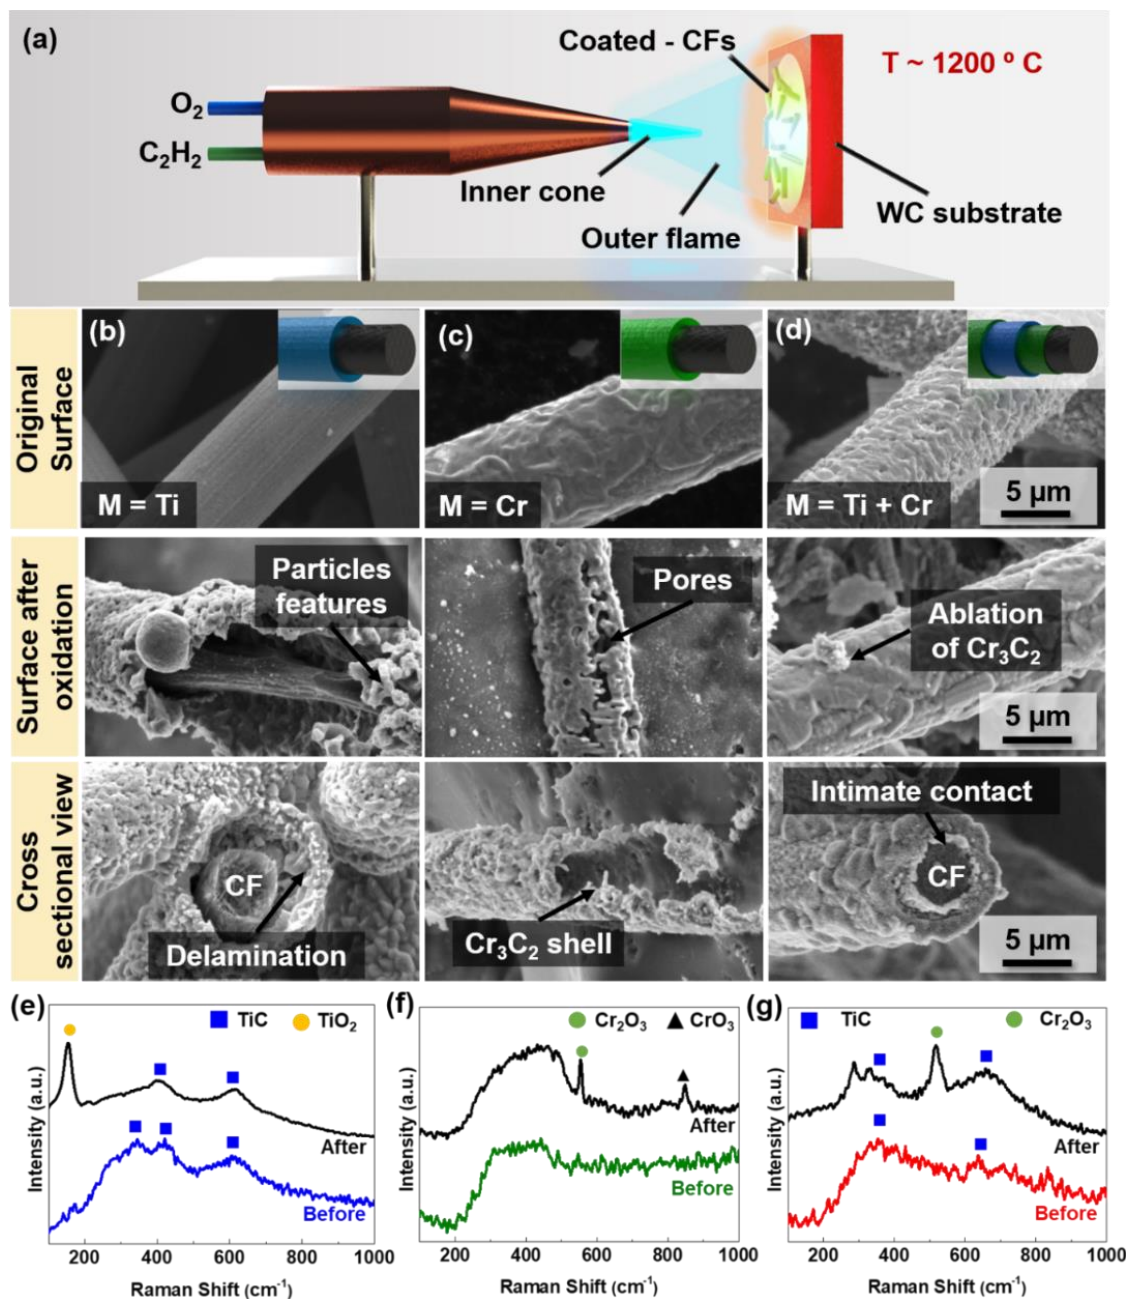 (a)
Coated - CFs
T ~ 1200 º C
O₂
C₂H₂
Inner cone
Outer flame
WC substrate
Original
Surface
(b)
M = Ti
(c)
M = Cr
(d)
M = Ti + Cr
5 µm
Surface after
oxidation
Particles
features
Pores
Ablation
of Cr₃C₂
5 µm
Cross
sectional view
CF
Delamination
Cr₃C₂ shell
Intimate contact
CF
5 µm
(e)
TiC
TiO₂
After
Before
Intensity (a.u.)
200
400
600
800
1000
Raman Shift (cm⁻¹)
(f)
Cr₂O₃
CrO₃
After
Before
Intensity (a.u.)
200
400
600
800
1000
Raman Shift (cm⁻¹)
(g)
TiC
Cr₂O₃
After
Before
Intensity (a.u.)
200
400
600
800
1000
Raman Shift (cm⁻¹)